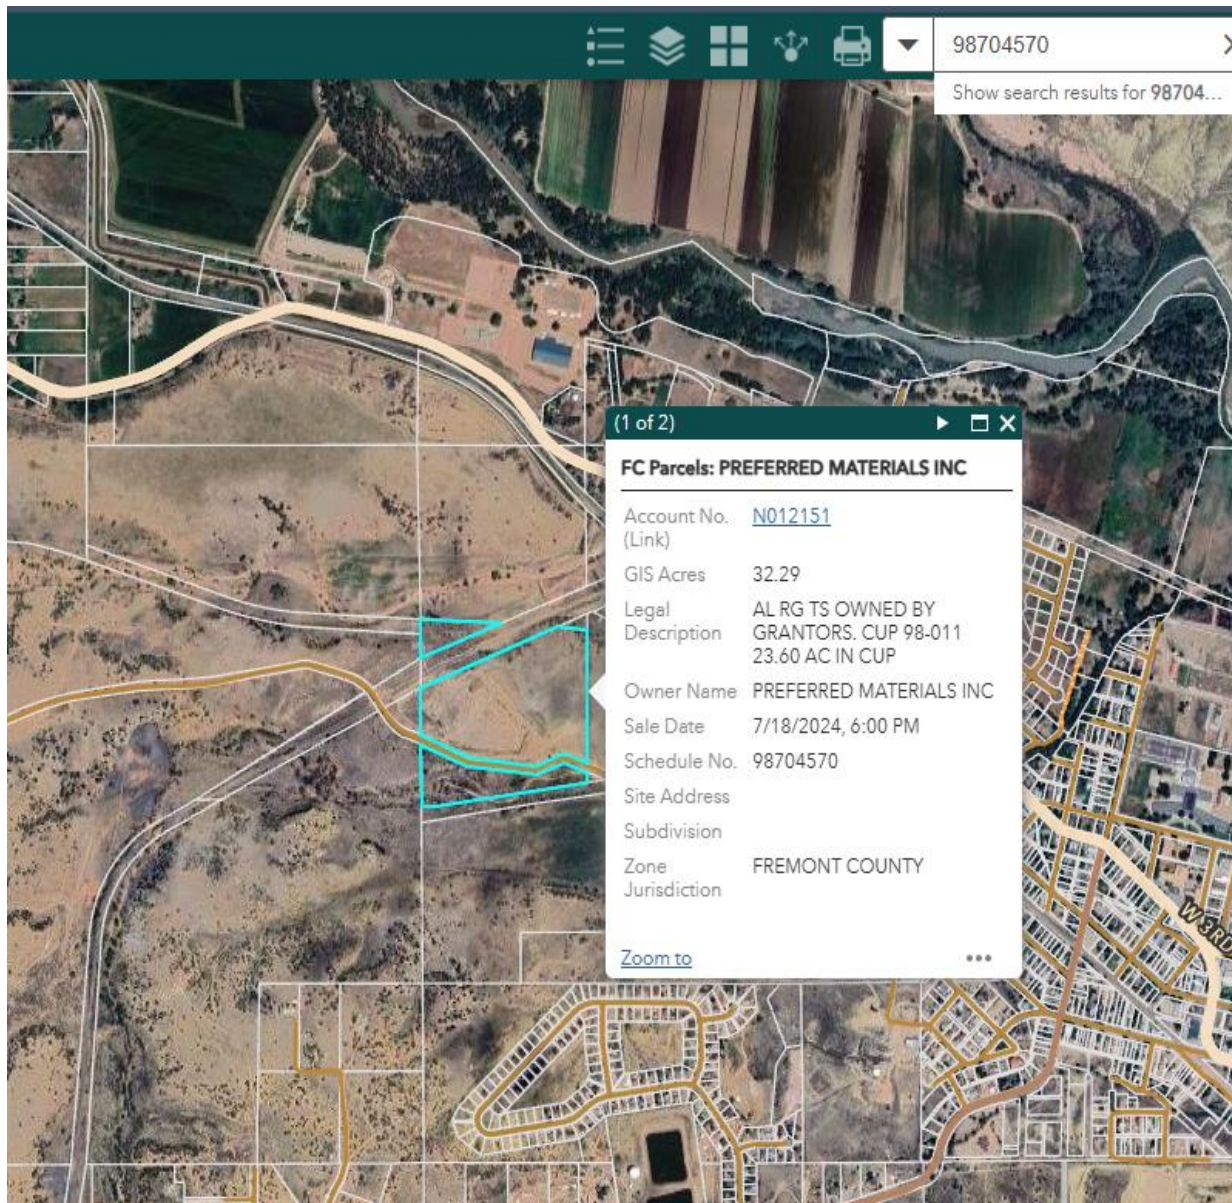 98704570
Show search results for 98704...
(1 of 2)
FC Parcels: PREFERRED MATERIALS INC
Account No. N012151
(Link)
GIS Acres 32.29
Legal AL RG TS OWNED BY
Description GRANTORS. CUP 98-011
23.60 AC IN CUP
Owner Name PREFERRED MATERIALS INC
Sale Date 7/18/2024, 6:00 PM
Schedule No. 98704570
Site Address
Subdivision
Zone FREMONT COUNTY
Jurisdiction
Zoom to
W 3RD